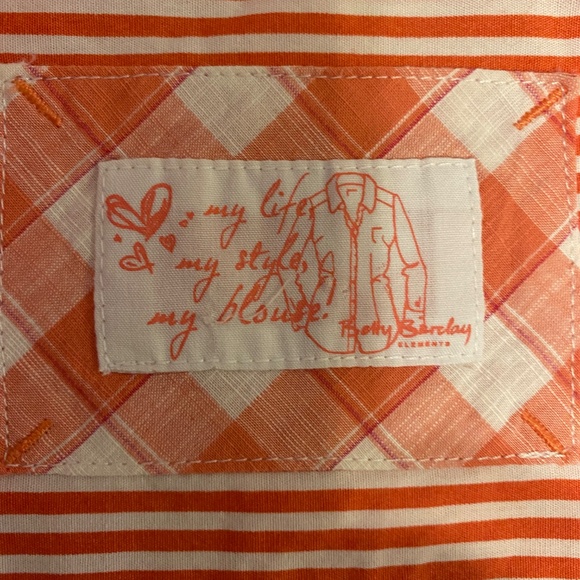 my life,
my style,
my blouse!
Betty Barclay
ELEMENTS